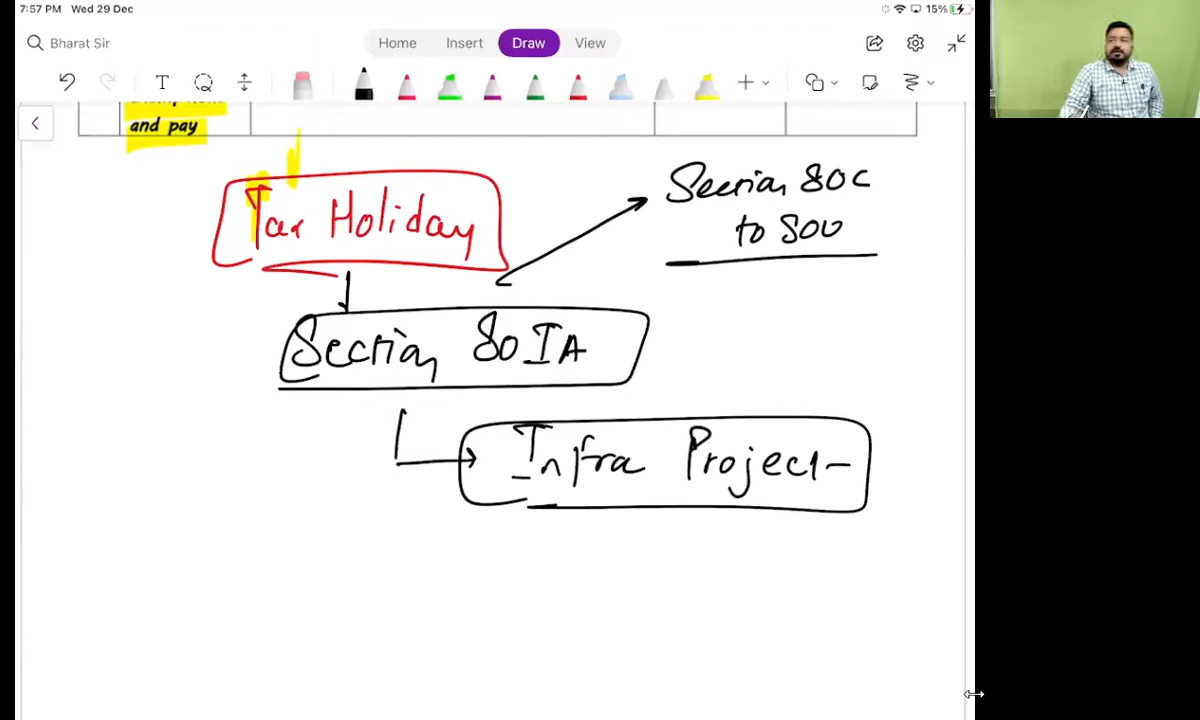 7:57 PM Wed 29 Dec
15%
Bharat Sir
Home Insert Draw View
T
and pay
Tax Holiday
Section 80C
to 80U
Section 80IA
Infra Project